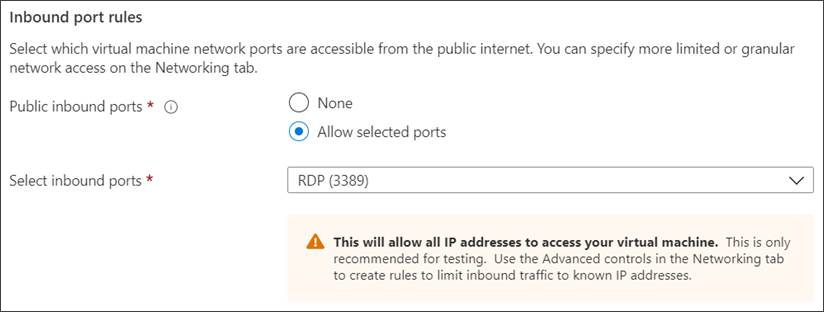 Inbound port rules
Select which virtual machine network ports are accessible from the public internet. You can specify more limited or granular
network access on the Networking tab.
Public inbound ports *
None
Allow selected ports
Select inbound ports *
RDP (3389)
This will allow all IP addresses to access your virtual machine. This is only
recommended for testing. Use the Advanced controls in the Networking tab
to create rules to limit inbound traffic to known IP addresses.